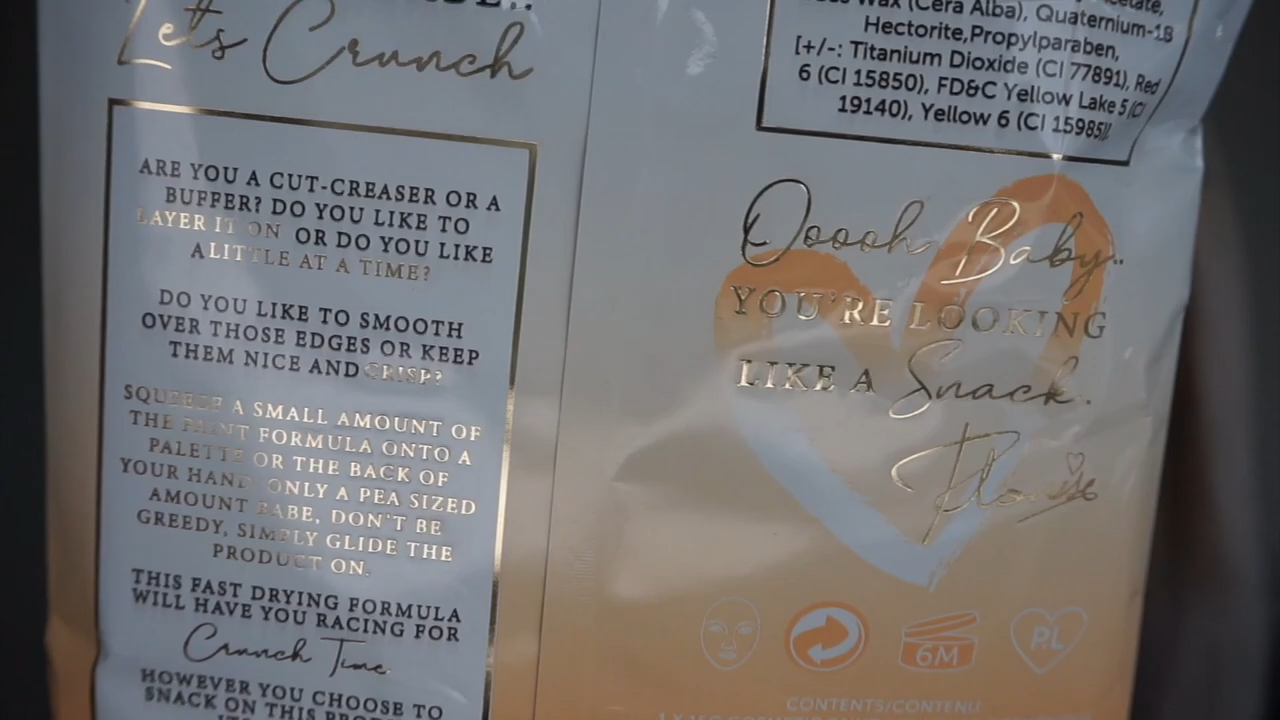 Let's Crunch
ARE YOU A CUT-CREASER OR A
BUFFER? DO YOU LIKE TO
LAYER IT ON OR DO YOU LIKE
A LITTLE AT A TIME?
DO YOU LIKE TO SMOOTH
OVER THOSE EDGES OR KEEP
THEM NICE AND CRISP?
SQUEEZE A SMALL AMOUNT OF
THE PAINT FORMULA ONTO A
PALETTE OR THE BACK OF
YOUR HAND, ONLY A PEA SIZED
AMOUNT BABE, DON'T BE
GREEDY, SIMPLY GLIDE THE
PRODUCT ON.
THIS FAST DRYING FORMULA
WILL HAVE YOU RACING FOR
Crunch Time.
HOWEVER YOU CHOOSE TO
SNACK ON THIS
Wax (Cera Alba), Quaternium-18
Hectorite,Propylparaben,
[+/-: Titanium Dioxide (CI 77891), Red
6 (CI 15850), FD&C Yellow Lake 5 (CI
19140), Yellow 6 (CI 15985)].
Ooooh Baby..
YOU'RE LOOKING
LIKE A Snack.
Plouise
6M
P.L
CONTENTS/CONTENU